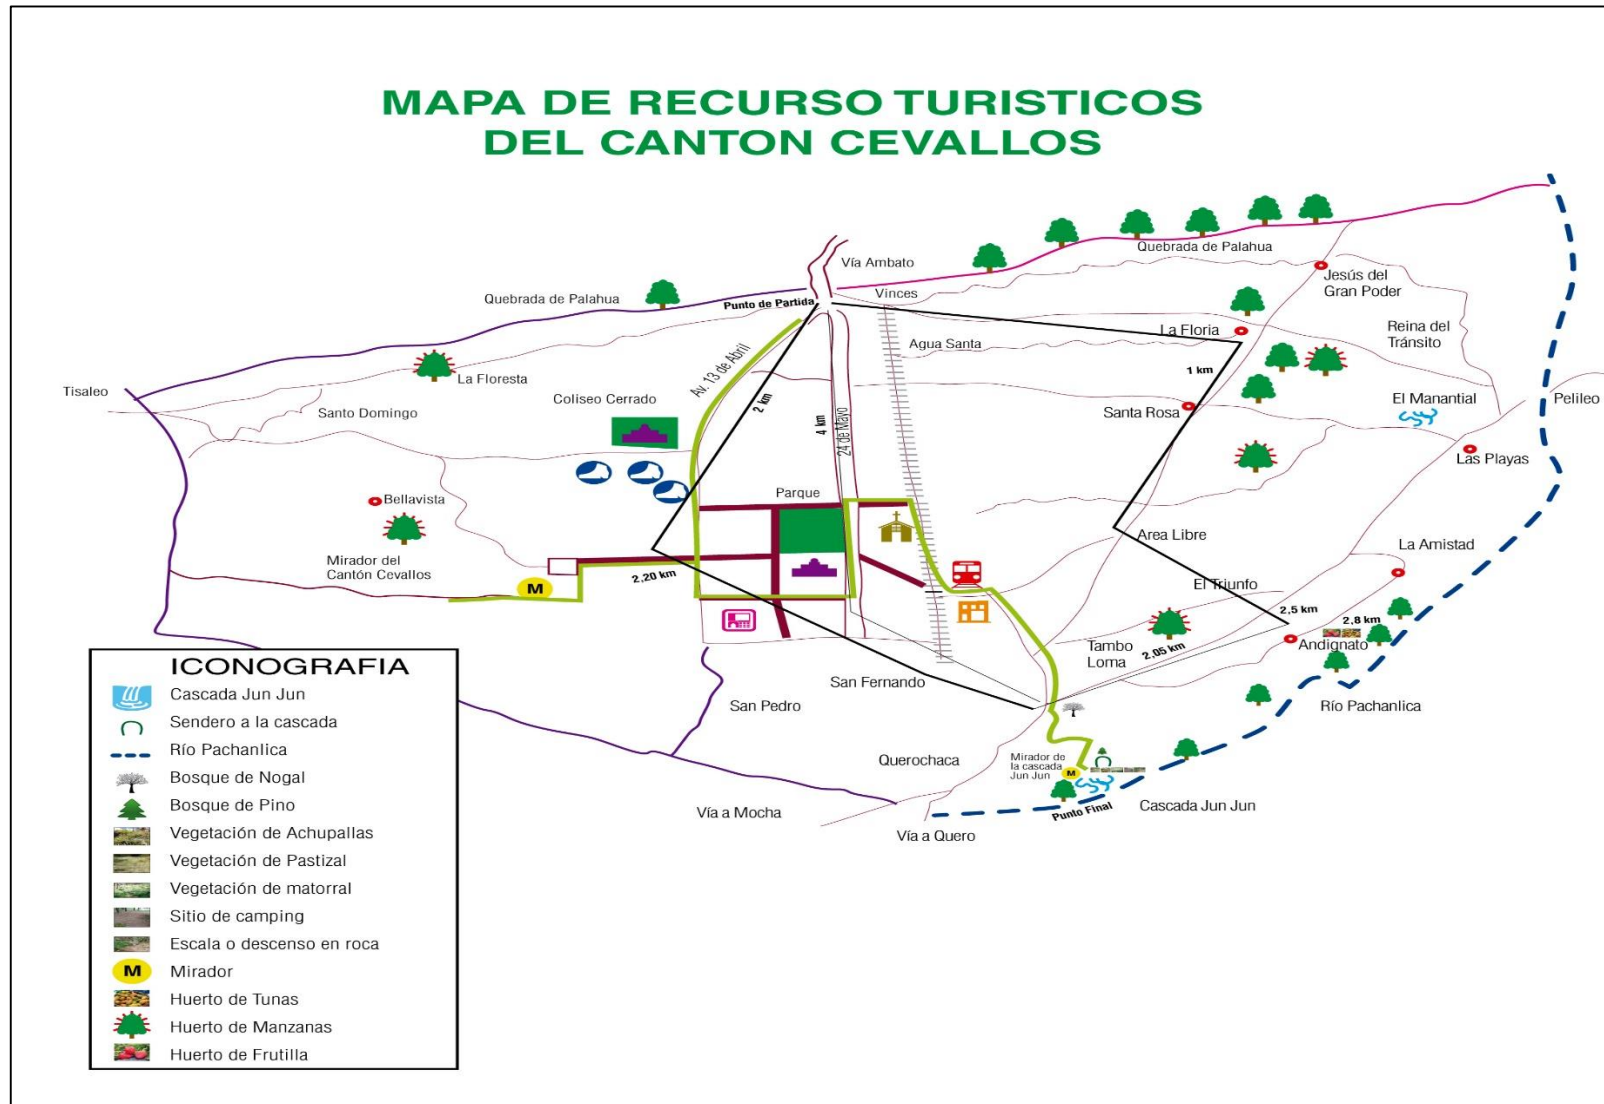 MAPA DE RECURSO TURISTICOS
DEL CANTON CEVALLOS
Vía Ambato
Quebrada de Palahua
Quebrada de Palahua
Punto de Partida
Vinces
Jesús del
Gran Poder
La Floria
Reina del
Tránsito
Agua Santa
1 km
Tisaleo
La Floresta
Av. 13 de Abril
2 km
4 km
24 de Mayo
Santo Domingo
Coliseo Cerrado
Santa Rosa
El Manantial
Pelileo
Las Playas
Bellavista
Parque
Area Libre
La Amistad
Mirador del
Cantón Cevallos
M
2,20 km
El Triunfo
2,5 km
2,8 km
Andignato
Tambo
Loma
2,05 km
San Fernando
San Pedro
Río Pachanlica
Querochaca
Mirador de
la cascada
Jun Jun
M
Cascada Jun Jun
Punto Final
Vía a Mocha
Vía a Quero
ICONOGRAFIA
Cascada Jun Jun
Sendero a la cascada
Río Pachanlica
Bosque de Nogal
Bosque de Pino
Vegetación de Achupallas
Vegetación de Pastizal
Vegetación de matorral
Sitio de camping
Escala o descenso en roca
M Mirador
Huerto de Tunas
Huerto de Manzanas
Huerto de Frutilla